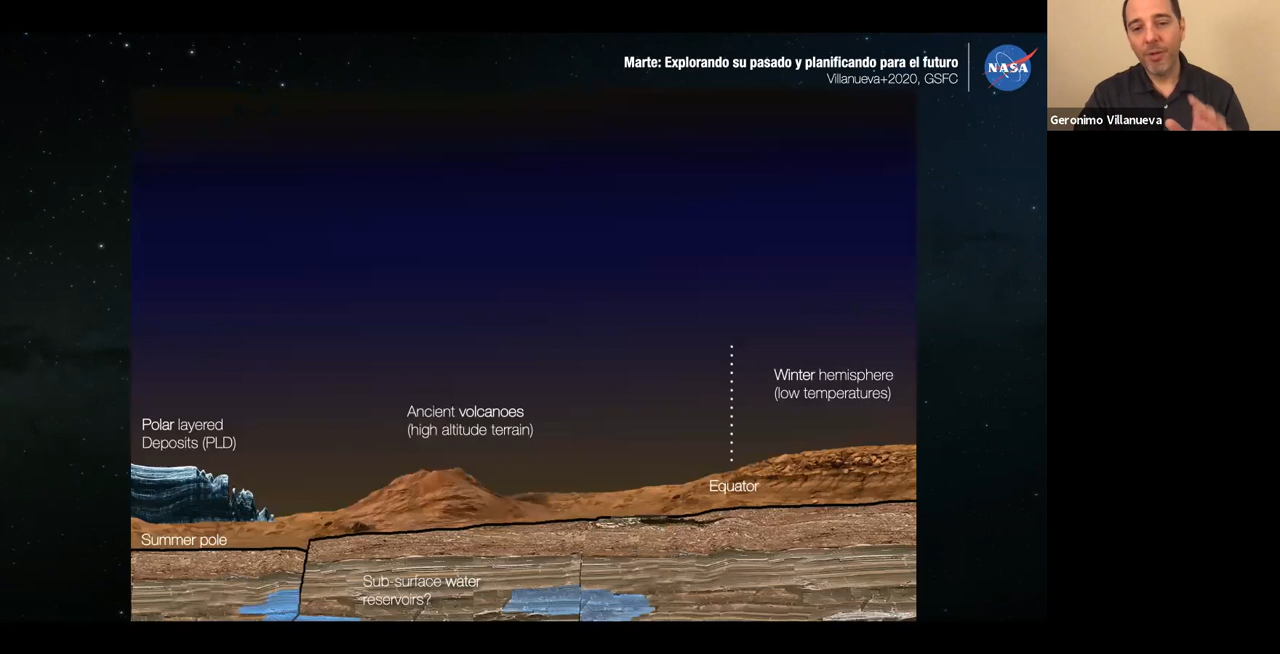 Marte: Explorando su pasado y planificando para el futuro
Villanueva+2020, GSFC
NASA
Geronimo Villanueva
Winter hemisphere
(low temperatures)
Ancient volcanoes
(high altitude terrain)
Polar layered
Deposits (PLD)
Equator
Summer pole
Sub-surface water
reservoirs?